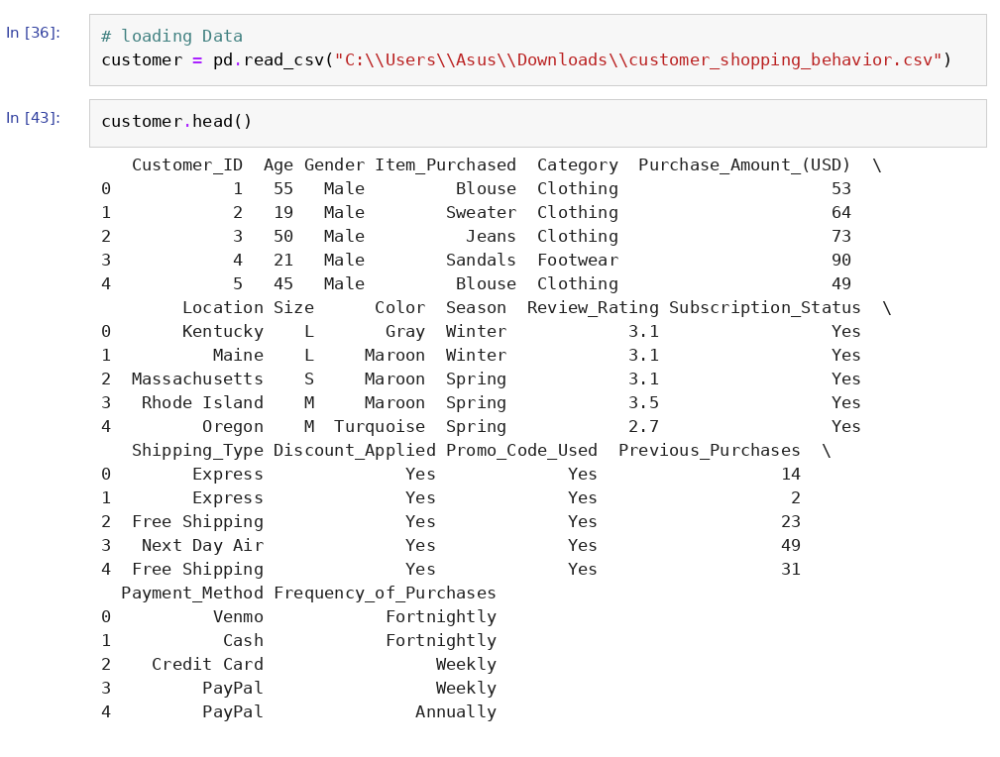 In [36]:
# loading Data
customer = pd.read_csv("C:\\Users\\Asus\\Downloads\\customer_shopping_behavior.csv")
In [43]:
customer.head()
   Customer_ID  Age Gender Item_Purchased  Category  Purchase_Amount_(USD)  \
0            1   55   Male         Blouse  Clothing                     53
1            2   19   Male        Sweater  Clothing                     64
2            3   50   Male          Jeans  Clothing                     73
3            4   21   Male        Sandals  Footwear                     90
4            5   45   Male         Blouse  Clothing                     49
        Location Size      Color  Season  Review_Rating Subscription_Status  \
0       Kentucky    L       Gray  Winter            3.1                 Yes
1          Maine    L     Maroon  Winter            3.1                 Yes
2  Massachusetts    S     Maroon  Spring            3.1                 Yes
3   Rhode Island    M     Maroon  Spring            3.5                 Yes
4         Oregon    M  Turquoise  Spring            2.7                 Yes
   Shipping_Type Discount_Applied Promo_Code_Used  Previous_Purchases  \
0        Express              Yes             Yes                  14
1        Express              Yes             Yes                   2
2  Free Shipping              Yes             Yes                  23
3   Next Day Air              Yes             Yes                  49
4  Free Shipping              Yes             Yes                  31
  Payment_Method Frequency_of_Purchases
0          Venmo            Fortnightly
1           Cash            Fortnightly
2    Credit Card                 Weekly
3         PayPal                 Weekly
4         PayPal               Annually